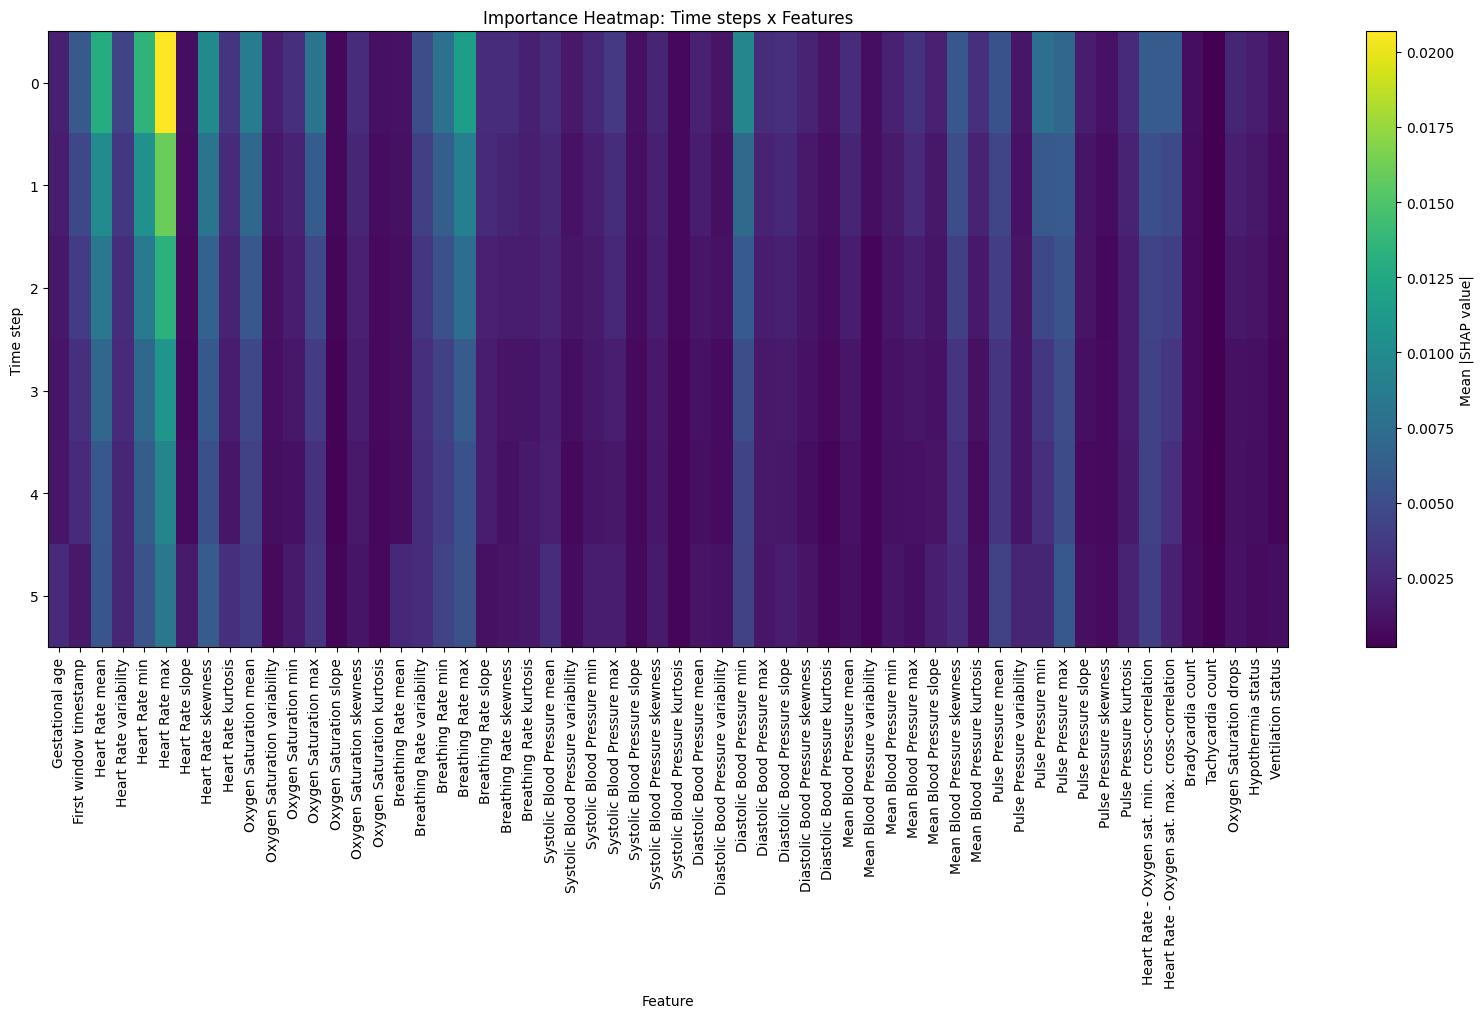 Importance Heatmap: Time steps x Features
Time step
0
1
2
3
4
5
Gestational age
First window timestamp
Heart Rate mean
Heart Rate variability
Heart Rate min
Heart Rate max
Heart Rate slope
Heart Rate skewness
Heart Rate kurtosis
Oxygen Saturation mean
Oxygen Saturation variability
Oxygen Saturation min
Oxygen Saturation max
Oxygen Saturation slope
Oxygen Saturation skewness
Oxygen Saturation kurtosis
Breathing Rate mean
Breathing Rate variability
Breathing Rate min
Breathing Rate max
Breathing Rate slope
Breathing Rate skewness
Breathing Rate kurtosis
Systolic Blood Pressure mean
Systolic Blood Pressure variability
Systolic Blood Pressure min
Systolic Blood Pressure max
Systolic Blood Pressure slope
Systolic Blood Pressure skewness
Systolic Blood Pressure kurtosis
Diastolic Bood Pressure mean
Diastolic Bood Pressure variability
Diastolic Bood Pressure min
Diastolic Bood Pressure max
Diastolic Bood Pressure slope
Diastolic Bood Pressure skewness
Diastolic Bood Pressure kurtosis
Mean Blood Pressure mean
Mean Blood Pressure variability
Mean Blood Pressure min
Mean Blood Pressure max
Mean Blood Pressure slope
Mean Blood Pressure skewness
Mean Blood Pressure kurtosis
Pulse Pressure mean
Pulse Pressure variability
Pulse Pressure min
Pulse Pressure max
Pulse Pressure slope
Pulse Pressure skewness
Pulse Pressure kurtosis
Heart Rate - Oxygen sat. min. cross-correlation
Heart Rate - Oxygen sat. max. cross-correlation
Bradycardia count
Tachycardia count
Oxygen Saturation drops
Hypothermia status
Ventilation status
Feature
0.0200
0.0175
0.0150
0.0125
0.0100
0.0075
0.0050
0.0025
Mean |SHAP value|